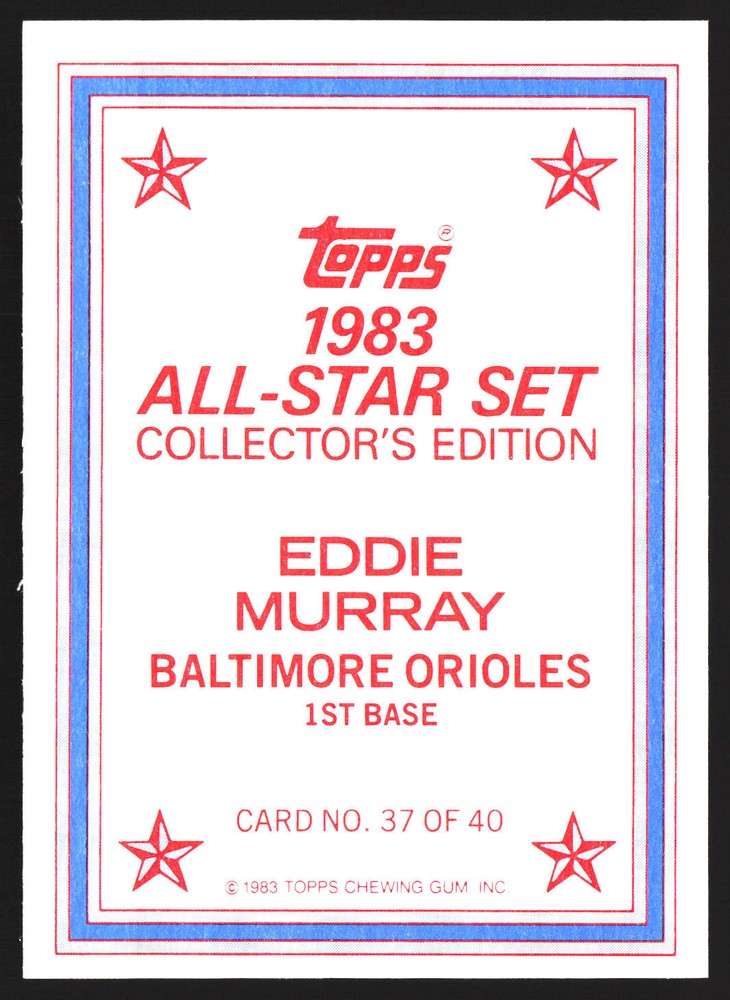 topps®
1983
ALL-STAR SET
COLLECTOR'S EDITION
EDDIE
MURRAY
BALTIMORE ORIOLES
1ST BASE
CARD NO. 37 OF 40
© 1983 TOPPS CHEWING GUM INC.